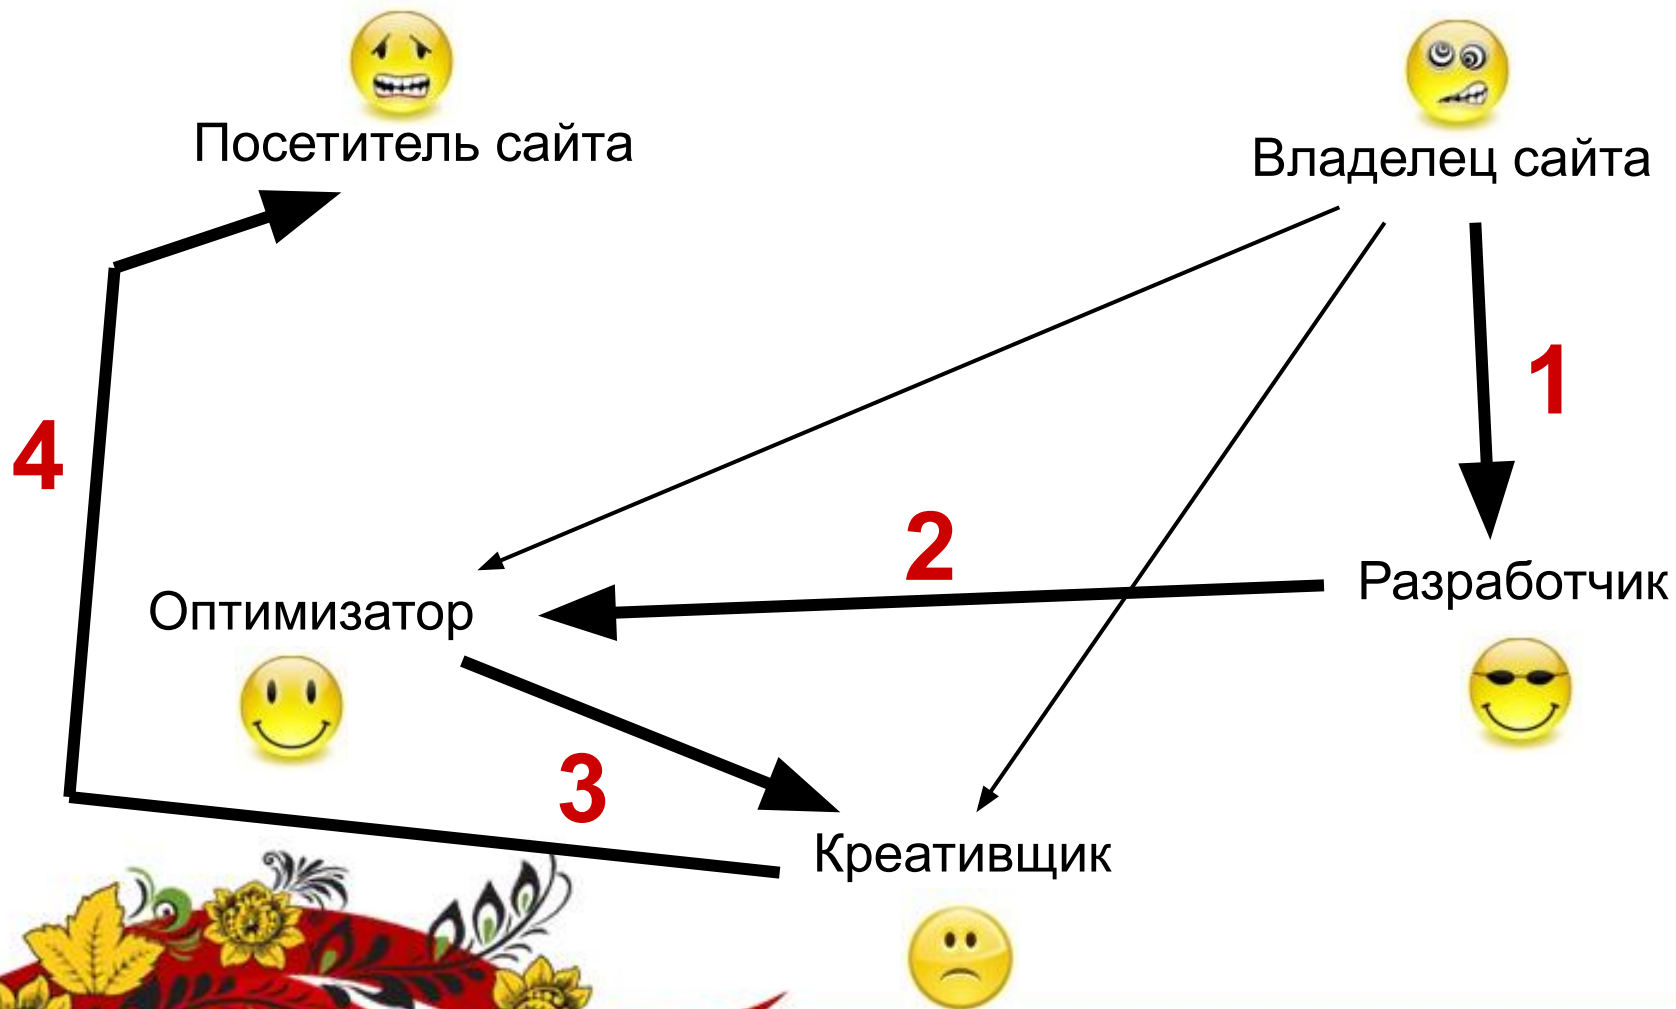 Посетитель сайта
Владелец сайта
1
4
2
Разработчик
Оптимизатор
3
Креативщик